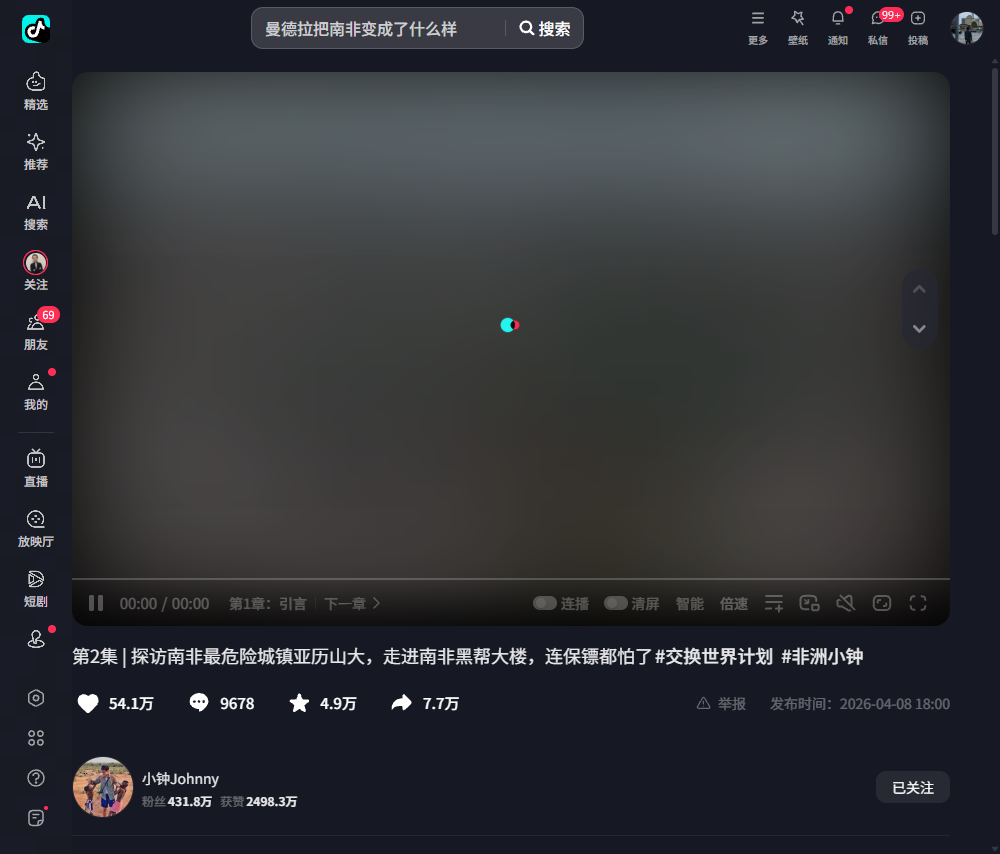 曼德拉把南非变成了什么样
搜索
更多
壁纸
通知
99+
私信
投稿
精选
推荐
AI
搜索
关注
69
朋友
我的
直播
放映厅
短剧
00:00 / 00:00
第1章：引言
下一章
连播
清屏
智能
倍速
第2集 | 探访南非最危险城镇亚历山大，走进南非黑帮大楼，连保镖都怕了#交换世界计划 #非洲小钟
54.1万
9678
4.9万
7.7万
举报
发布时间：2026-04-08 18:00
小钟Johnny
粉丝431.8万 获赞2498.3万
已关注